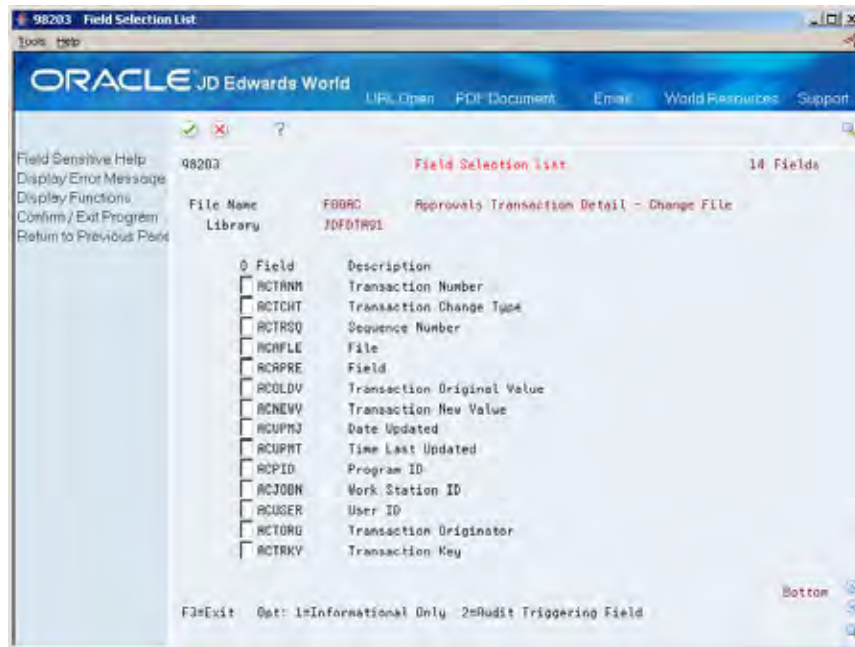 98203 Field Selection List
Tools Help
ORACLE JD Edwards World
URL Open PDF Document Email World Resources Support
?
Field Sensitive Help
Display Error Message
Display Functions
Confirm / Exit Program
Return to Previous Pane
98203 Field Selection List 14 Fields
File Name F00AC Approvals Transaction Detail - Change File
Library JDFDTA91
O Field Description
ACTRNM Transaction Number
ACTCHT Transaction Change Type
ACTRSQ Sequence Number
ACAFLE File
ACAPRE Field
ACOLDV Transaction Original Value
ACNEWV Transaction New Value
ACUPMJ Date Updated
ACUPMT Time Last Updated
ACPID Program ID
ACJOBN Work Station ID
ACUSER User ID
ACTORG Transaction Originator
ACTRKY Transaction Key
Bottom
F3=Exit Opt: 1=Informational Only 2=Audit Triggering Field